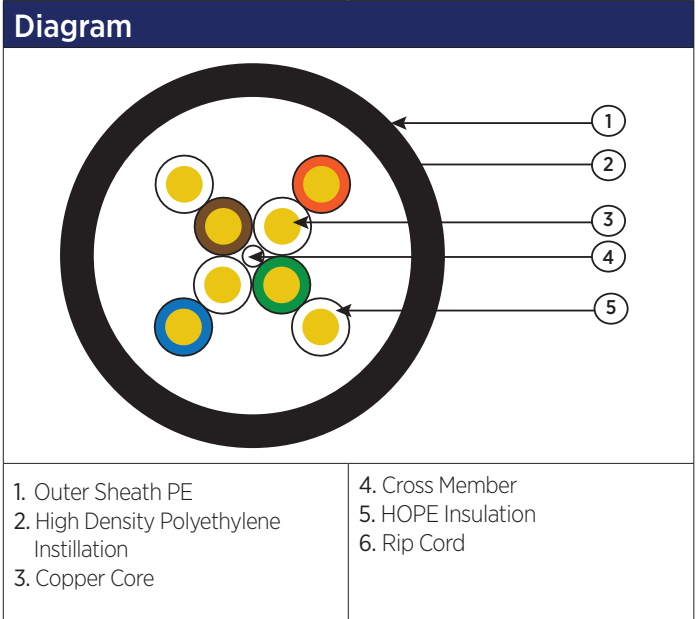 Diagram
1
2
3
4
5
1. Outer Sheath PE
2. High Density Polyethylene
Instillation
3. Copper Core
4. Cross Member
5. HOPE Insulation
6. Rip Cord